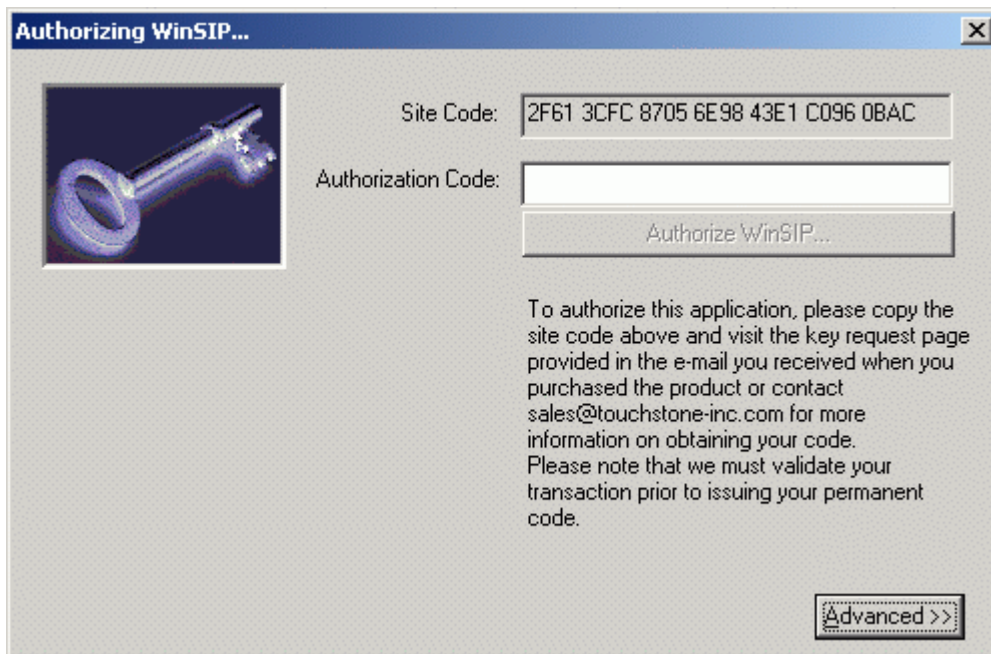 Authorizing WinSIP...
Site Code: 2F61 3CFC 8705 6E98 43E1 C096 0BAC
Authorization Code:
Authorize WinSIP...
To authorize this application, please copy the
site code above and visit the key request page
provided in the e-mail you received when you
purchased the product or contact
sales@touchstone-inc.com for more
information on obtaining your code.
Please note that we must validate your
transaction prior to issuing your permanent
code.
Advanced >>